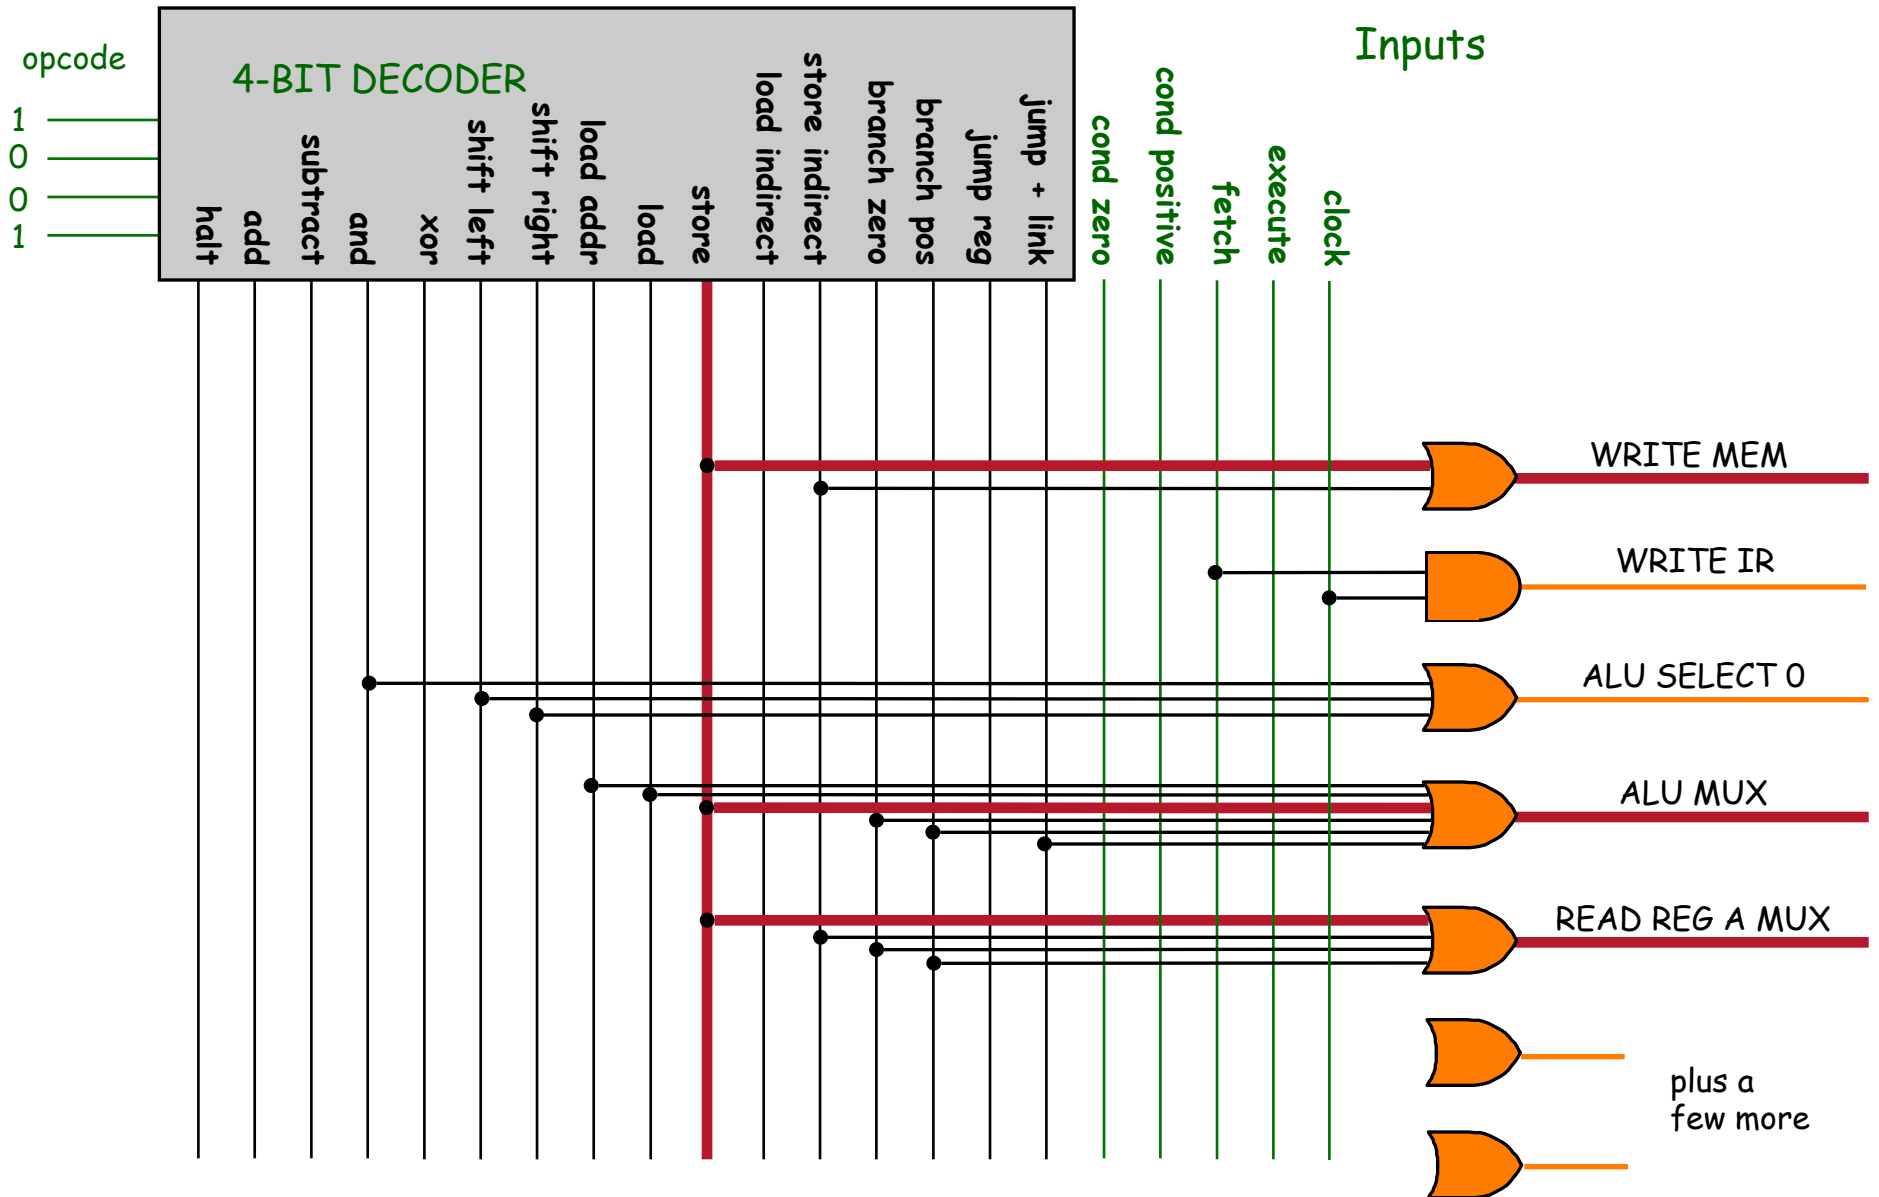 opcode
4-BIT DECODER
Inputs
1
0
0
1
halt
add
subtract
and
xor
shift left
shift right
load addr
load
store
load indirect
store indirect
branch zero
branch pos
jump reg
jump + link
cond zero
cond positive
fetch
execute
clock
WRITE MEM
WRITE IR
ALU SELECT 0
ALU MUX
READ REG A MUX
plus a
few more